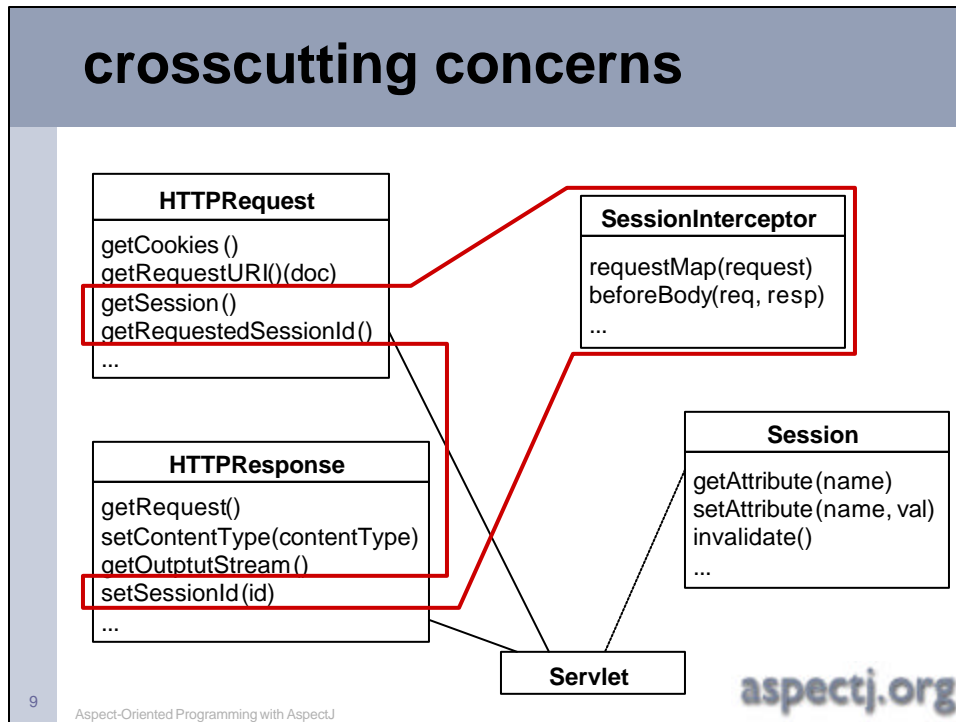 crosscutting concerns
HTTPRequest
getCookies()
getRequestURI()(doc)
getSession()
getRequestedSessionId()
...
SessionInterceptor
requestMap(request)
beforeBody(req, resp)
...
HTTPResponse
getRequest()
setContentType(contentType)
getOutptutStream()
setSessionId(id)
...
Session
getAttribute(name)
setAttribute(name, val)
invalidate()
...
Servlet
9
Aspect-Oriented Programming with AspectJ
aspectj.org